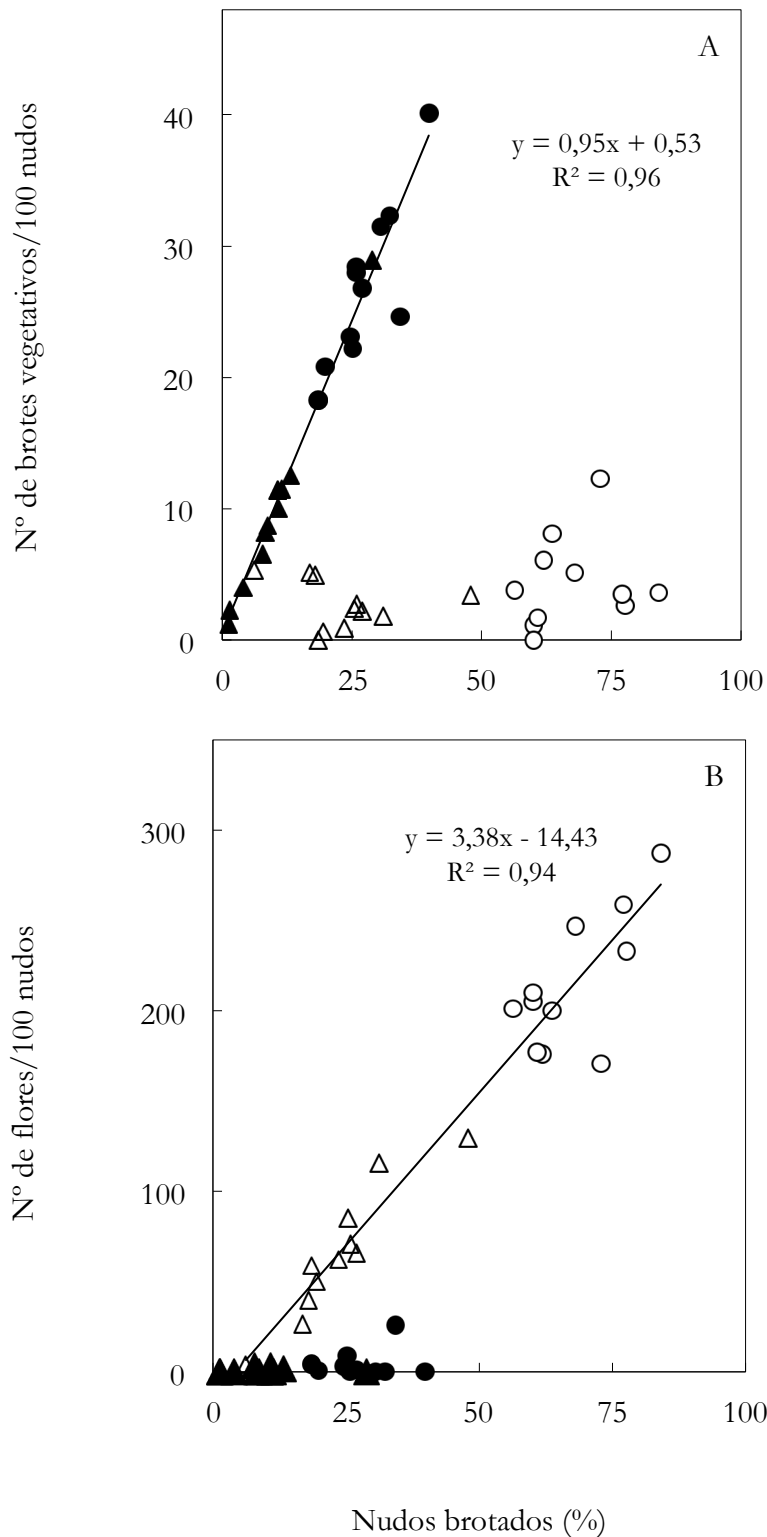 A
Nº de brotes vegetativos/100 nudos
40
30
20
10
0
y = 0,95x + 0,53
R² = 0,96
0 25 50 75 100
B
Nº de flores/100 nudos
300
200
100
0
y = 3,38x - 14,43
R² = 0,94
0 25 50 75 100
Nudos brotados (%)